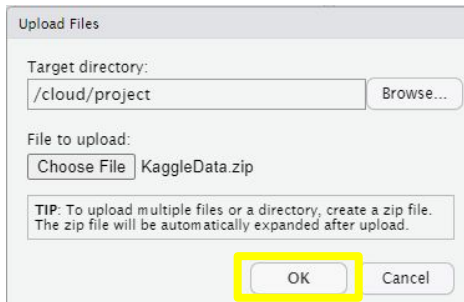 Upload Files
Target directory:
/cloud/project
Browse...
File to upload:
Choose File KaggleData.zip
TIP: To upload multiple files or a directory, create a zip file.
The zip file will be automatically expanded after upload.
OK
Cancel